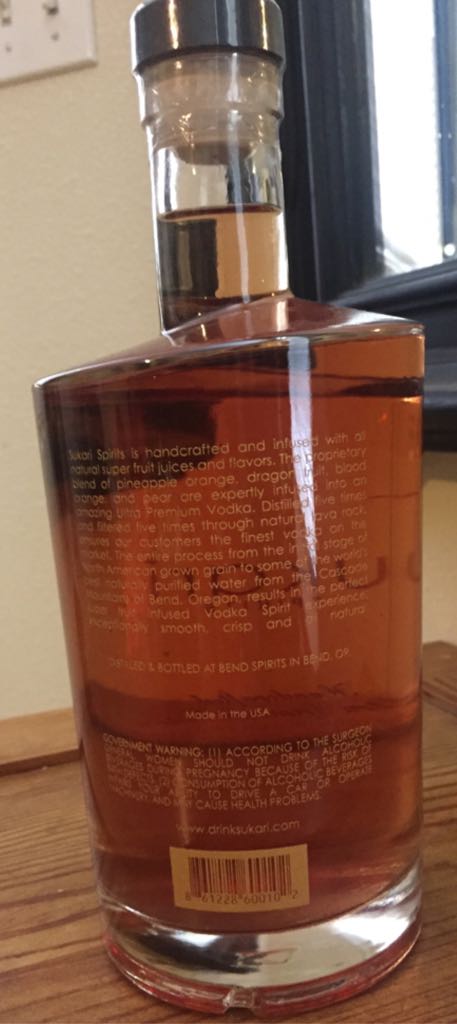 Sukari Spirits is handcrafted and infused with all
natural super fruit juices and flavors. The proprietary
blend of pineapple orange, dragon fruit, blood
orange, and pear are expertly infused into an
amazing Ultra Premium Vodka. Distilled five times
and filtered five times through natural lava rock,
ensures our customers the finest vodka on the
market. The entire process from the initial stage of
North American grown grain to some of the world's
best naturally purified water from the Cascade
Mountains of Bend, Oregon, results in the perfect
super fruit infused Vodka Spirit experience,
exceptionally smooth, crisp and all natural
DISTILLED & BOTTLED AT BEND SPIRITS IN BEND, OR.
Made in the USA
GOVERNMENT WARNING: (1) ACCORDING TO THE SURGEON
GENERAL, WOMEN SHOULD NOT DRINK ALCOHOLIC
BEVERAGES DURING PREGNANCY BECAUSE OF THE RISK OF
BIRTH DEFECTS. (2) CONSUMPTION OF ALCOHOLIC BEVERAGES
IMPAIRS YOUR ABILITY TO DRIVE A CAR OR OPERATE
MACHINERY, AND MAY CAUSE HEALTH PROBLEMS.
www.drinksukari.com
8 61228 60010 2